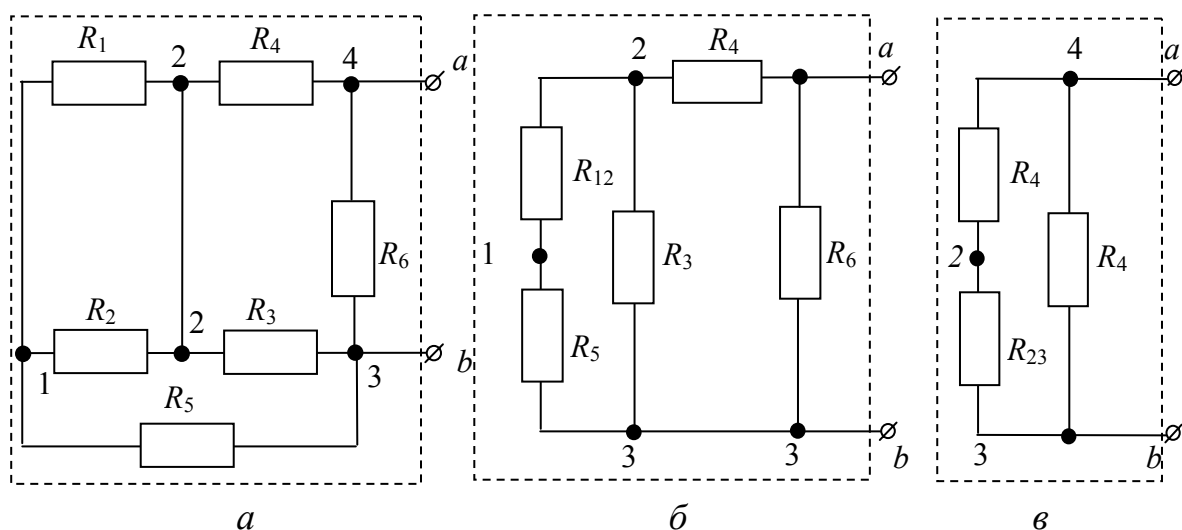 R1 2 R4 4 a
R6
R2 2 R3
1 3 b
R5
а
2 R4 a
R12
1 R3 R6
R5
3 3 b
б
4 a
R4
2 R4
R23
3 b
в